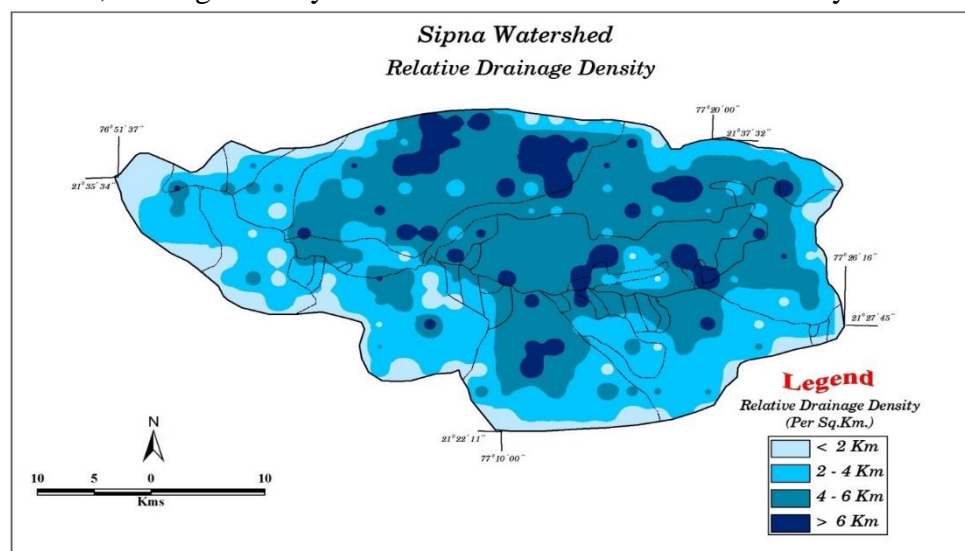 Sipna Watershed
Relative Drainage Density
76° 51' 37"
21° 35' 34"
77° 20' 00"
21° 37' 32"
77° 26' 16"
21° 27' 45"
21° 22' 11"
77° 10' 00"
N
10 5 0 10
Kms
Legend
Relative Drainage Density
(Per Sq.Km.)
< 2 Km
2 - 4 Km
4 - 6 Km
> 6 Km